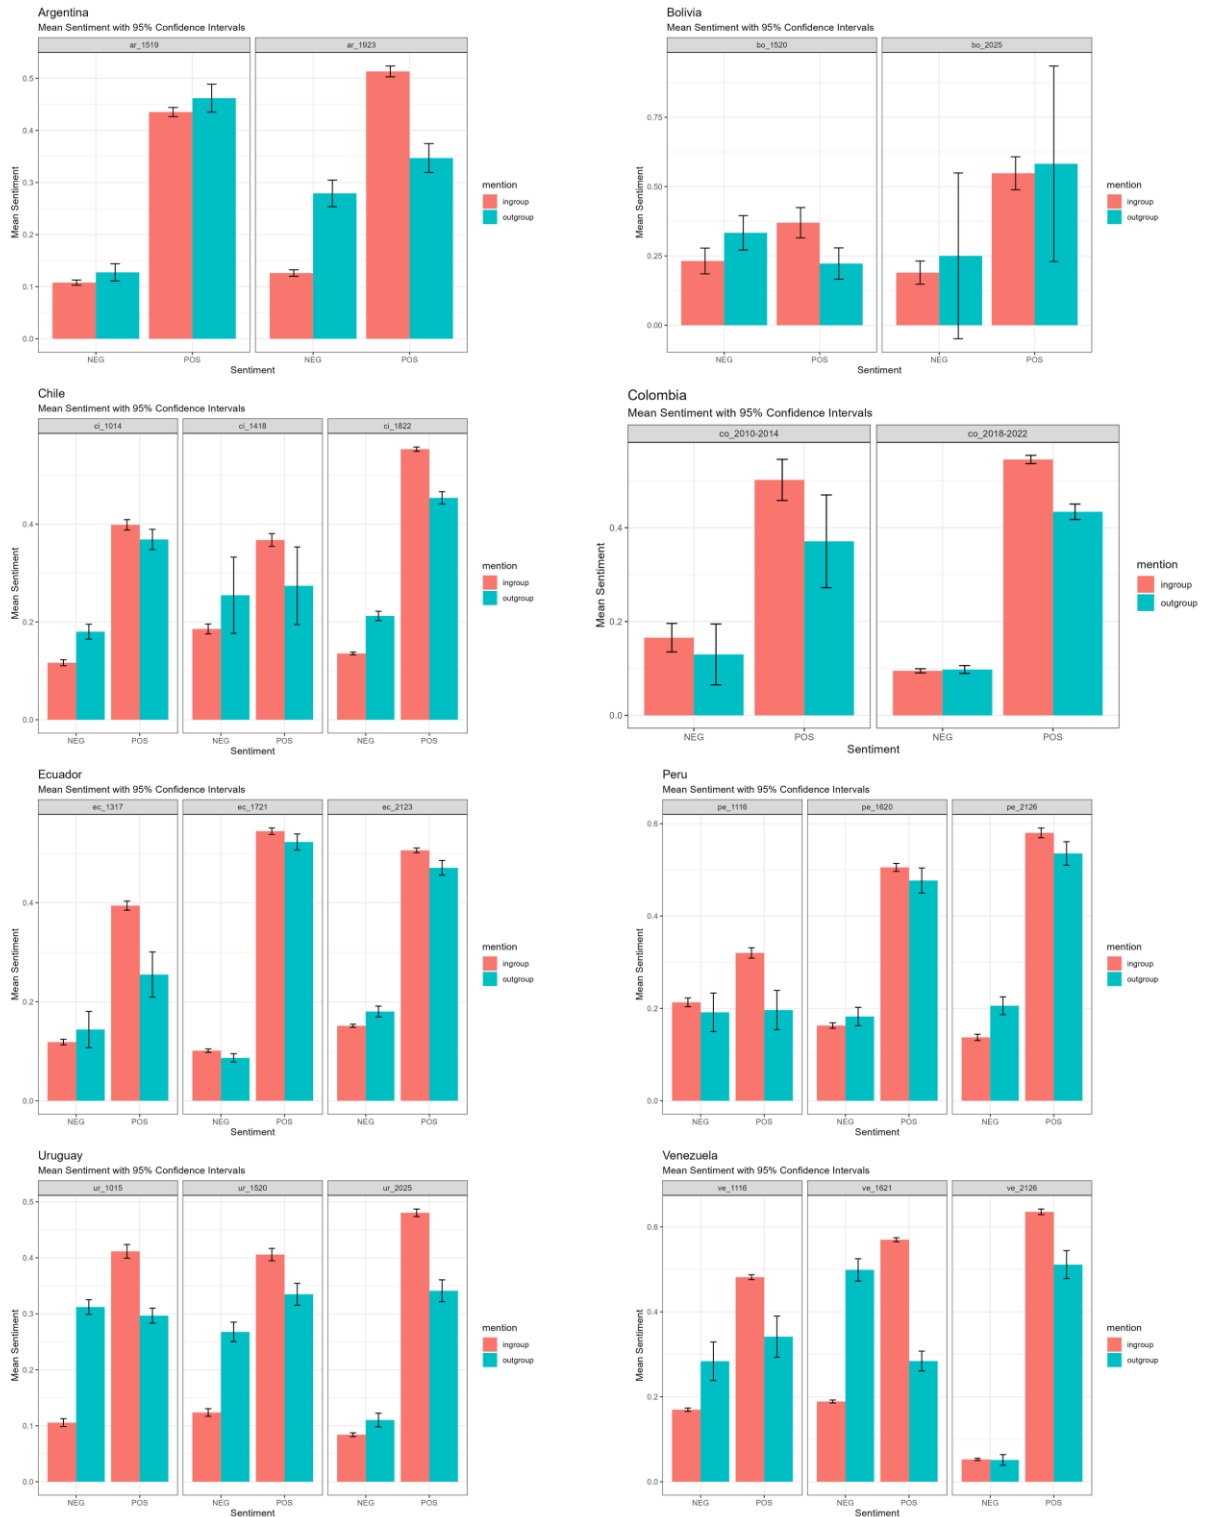 Argentina
Mean Sentiment with 95% Confidence Intervals
ar_1519
ar_1923
0.5
0.4
0.3
0.2
0.1
0.0
Mean Sentiment
NEG
POS
NEG
POS
Sentiment
mention
ingroup
outgroup
Bolivia
Mean Sentiment with 95% Confidence Intervals
bo_1520
bo_2025
0.75
0.50
0.25
0.00
Mean Sentiment
NEG
POS
NEG
POS
Sentiment
mention
ingroup
outgroup
Chile
Mean Sentiment with 95% Confidence Intervals
ci_1014
ci_1418
ci_1822
0.4
0.2
0.0
Mean Sentiment
NEG
POS
NEG
POS
NEG
POS
Sentiment
mention
ingroup
outgroup
Colombia
Mean Sentiment with 95% Confidence Intervals
co_2010-2014
co_2018-2022
0.4
0.2
0.0
Mean Sentiment
NEG
POS
NEG
POS
Sentiment
mention
ingroup
outgroup
Ecuador
Mean Sentiment with 95% Confidence Intervals
ec_1317
ec_1721
ec_2123
0.4
0.2
0.0
Mean Sentiment
NEG
POS
NEG
POS
NEG
POS
Sentiment
mention
ingroup
outgroup
Peru
Mean Sentiment with 95% Confidence Intervals
pe_1116
pe_1620
pe_2126
0.6
0.4
0.2
0.0
Mean Sentiment
NEG
POS
NEG
POS
NEG
POS
Sentiment
mention
ingroup
outgroup
Uruguay
Mean Sentiment with 95% Confidence Intervals
ur_1015
ur_1520
ur_2025
0.5
0.4
0.3
0.2
0.1
0.0
Mean Sentiment
NEG
POS
NEG
POS
NEG
POS
Sentiment
mention
ingroup
outgroup
Venezuela
Mean Sentiment with 95% Confidence Intervals
ve_1116
ve_1621
ve_2126
0.6
0.4
0.2
0.0
Mean Sentiment
NEG
POS
NEG
POS
NEG
POS
Sentiment
mention
ingroup
outgroup